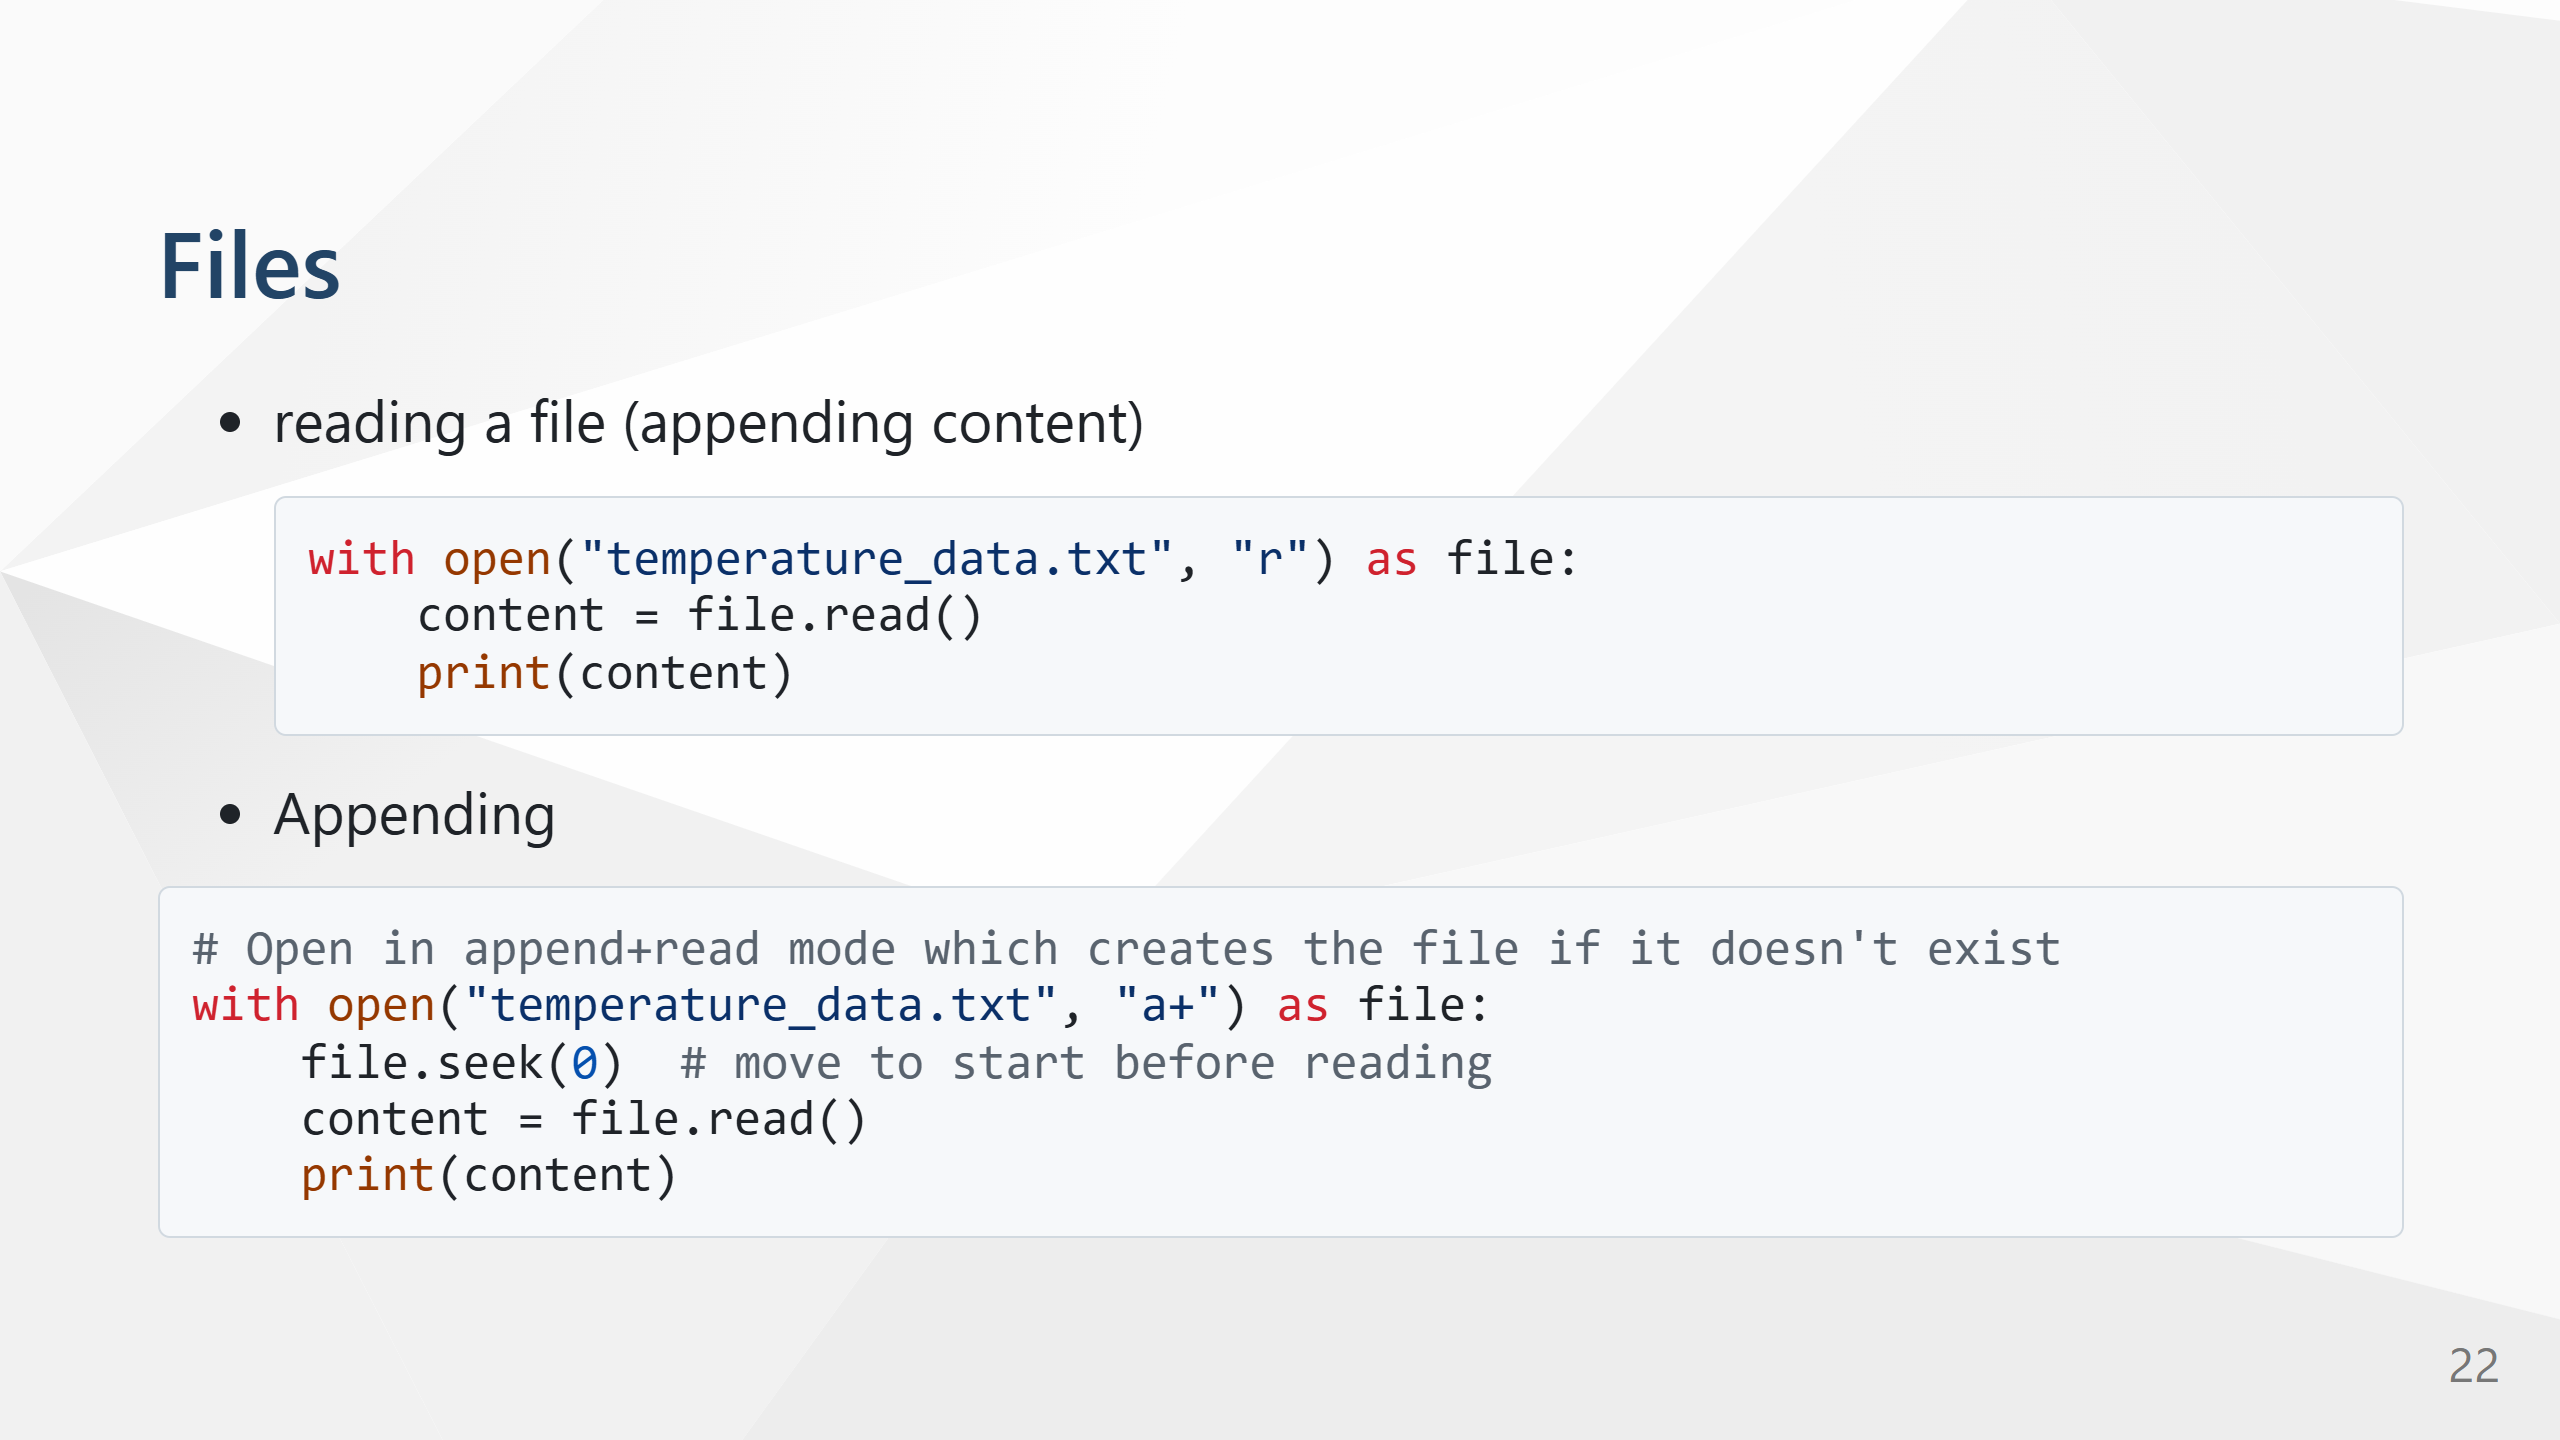 Files
• reading a file (appending content)
with open("temperature_data.txt", "r") as file:
    content = file.read()
    print(content)
• Appending
# Open in append+read mode which creates the file if it doesn't exist
with open("temperature_data.txt", "a+") as file:
    file.seek(0)  # move to start before reading
    content = file.read()
    print(content)
22